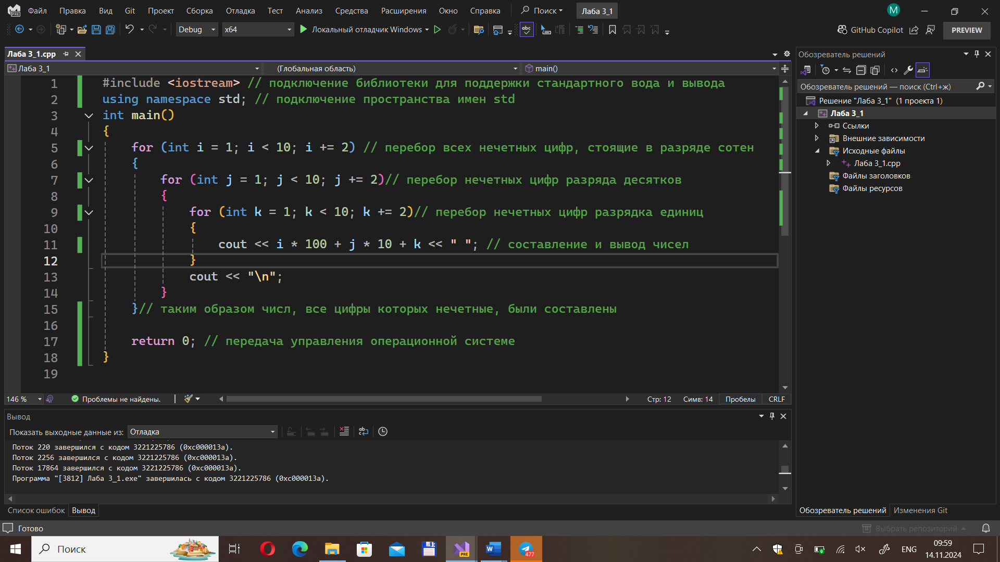 Файл Правка Вид Git Проект Сборка Отладка Тест Анализ Средства Расширения Окно Справка Поиск Лаба 3_1 M
Debug x64 Локальный отладчик Windows abc GitHub Copilot PREVIEW
Лаба 3_1.cpp
Лаба 3_1 (Глобальная область) main()
1 #include <iostream> // подключение библиотеки для поддержки стандартного вода и вывода
2 using namespace std; // подключение пространства имен std
3 int main()
4 {
5 for (int i = 1; i < 10; i += 2) // перебор всех нечетных цифр, стоящие в разряде сотен
6 {
7 for (int j = 1; j < 10; j += 2)// перебор нечетных цифр разряда десятков
8 {
9 for (int k = 1; k < 10; k += 2)// перебор нечетных цифр разрядка единиц
10 {
11 cout << i * 100 + j * 10 + k << " "; // составление и вывод чисел
12 }
13 cout << "\n";
14 }
15 }// таким образом числ, все цифры которых нечетные, были составлены
16
17 return 0; // передача управления операционной системе
18 }
19
146 % Проблемы не найдены. Стр: 12 Симв: 14 Пробелы CRLF
Вывод
Показать выходные данные из: Отладка
Поток 220 завершился с кодом 3221225786 (0xc000013a).
Поток 2256 завершился с кодом 3221225786 (0xc000013a).
Поток 17864 завершился с кодом 3221225786 (0xc000013a).
Программа "[3812] Лаба 3_1.exe" завершилась с кодом 3221225786 (0xc000013a).
Список ошибок Вывод
Обозреватель решений
Обозреватель решений — поиск (Ctrl+ж)
Решение "Лаба 3_1" (1 проекта 1)
Лаба 3_1
Ссылки
Внешние зависимости
Исходные файлы
Лаба 3_1.cpp
Файлы заголовков
Файлы ресурсов
Обозреватель решений Изменения Git
Готово Выбрать репозиторий
Поиск PRE W 477 ENG 09:59
14.11.2024